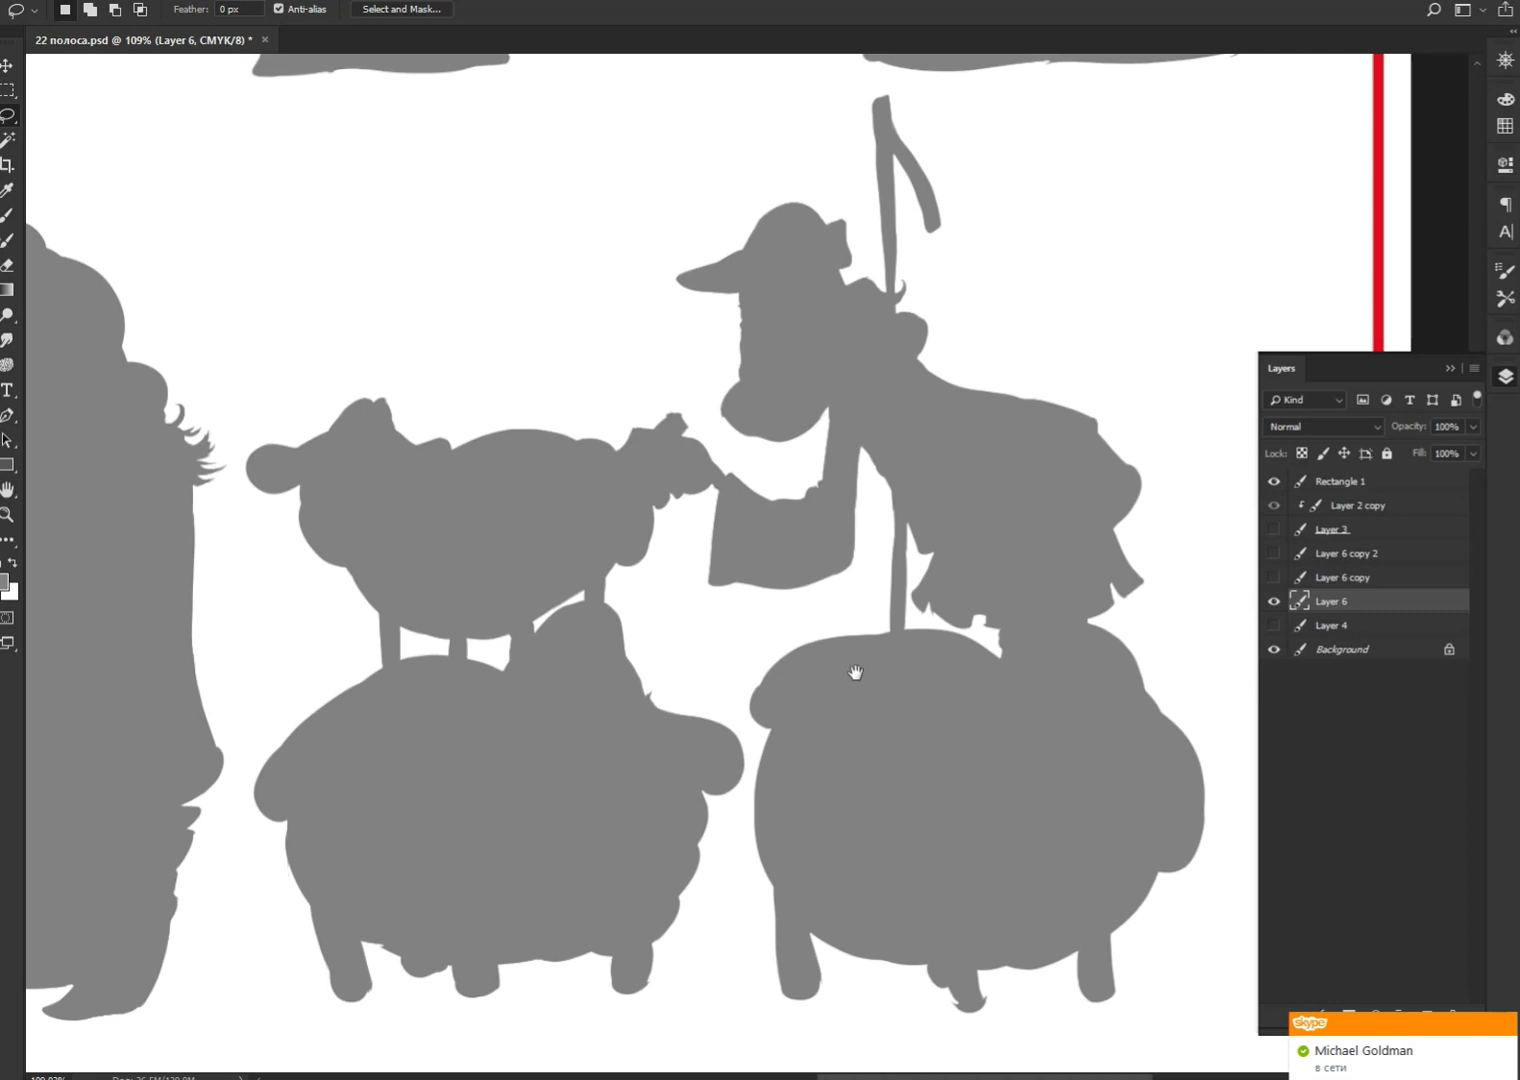 Feather: 0 px Anti-alias Select and Mask...
22 полоса.psd @ 109% (Layer 6, CMYK/8) * ×
Layers
Kind
Normal Opacity: 100%
Lock: Fill: 100%
Rectangle 1
Layer 2 copy
Layer 3
Layer 6 copy 2
Layer 6 copy
Layer 6
Layer 4
Background
skype
Michael Goldman
в сети